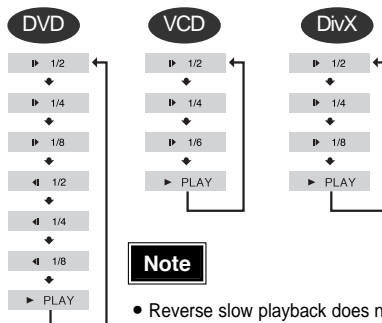 DVD
1/2
1/4
1/8
1/2
1/4
1/8
PLAY
VCD
1/2
1/4
1/6
PLAY
DivX
1/2
1/4
1/8
PLAY
Note
• Reverse slow playback does